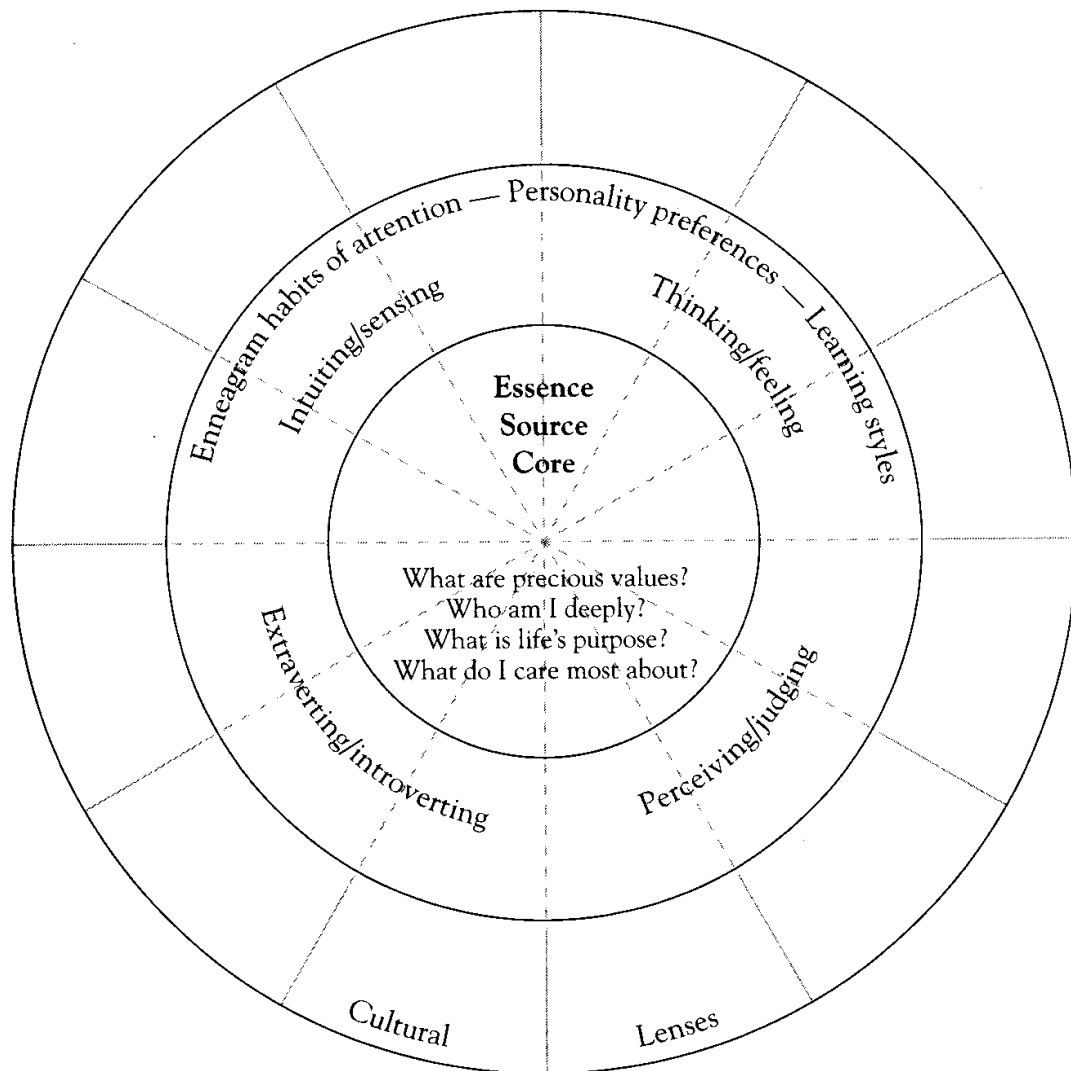 Enneagram habits of attention — Personality preferences — Learning styles
Intuiting/sensing
Thinking/feeling
Essence
Source
Core
What are precious values?
Who am I deeply?
What is life's purpose?
What do I care most about?
Extraverting/introverting
Perceiving/judging
Cultural
Lenses